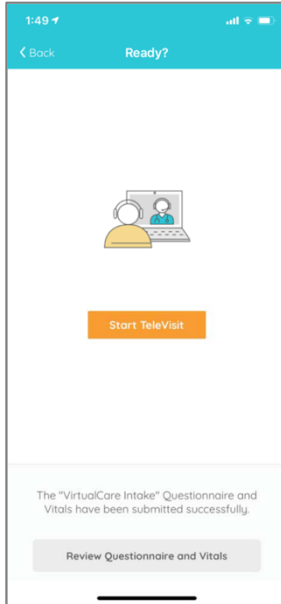 1:49
Back
Ready?
Start TeleVisit
The "VirtualCare Intake" Questionnaire and
Vitals have been submitted successfully.
Review Questionnaire and Vitals